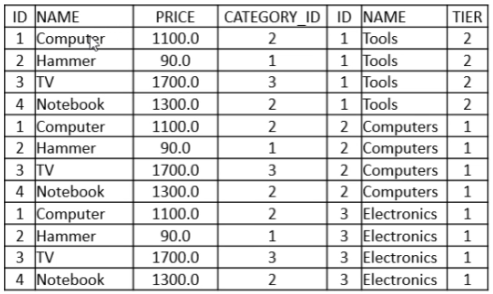 ID NAME PRICE CATEGORY_ID ID NAME TIER
1 Computer 1100.0 2 1 Tools 2
2 Hammer 90.0 1 1 Tools 2
3 TV 1700.0 3 1 Tools 2
4 Notebook 1300.0 2 1 Tools 2
1 Computer 1100.0 2 2 Computers 1
2 Hammer 90.0 1 2 Computers 1
3 TV 1700.0 3 2 Computers 1
4 Notebook 1300.0 2 2 Computers 1
1 Computer 1100.0 2 3 Electronics 1
2 Hammer 90.0 1 3 Electronics 1
3 TV 1700.0 3 3 Electronics 1
4 Notebook 1300.0 2 3 Electronics 1